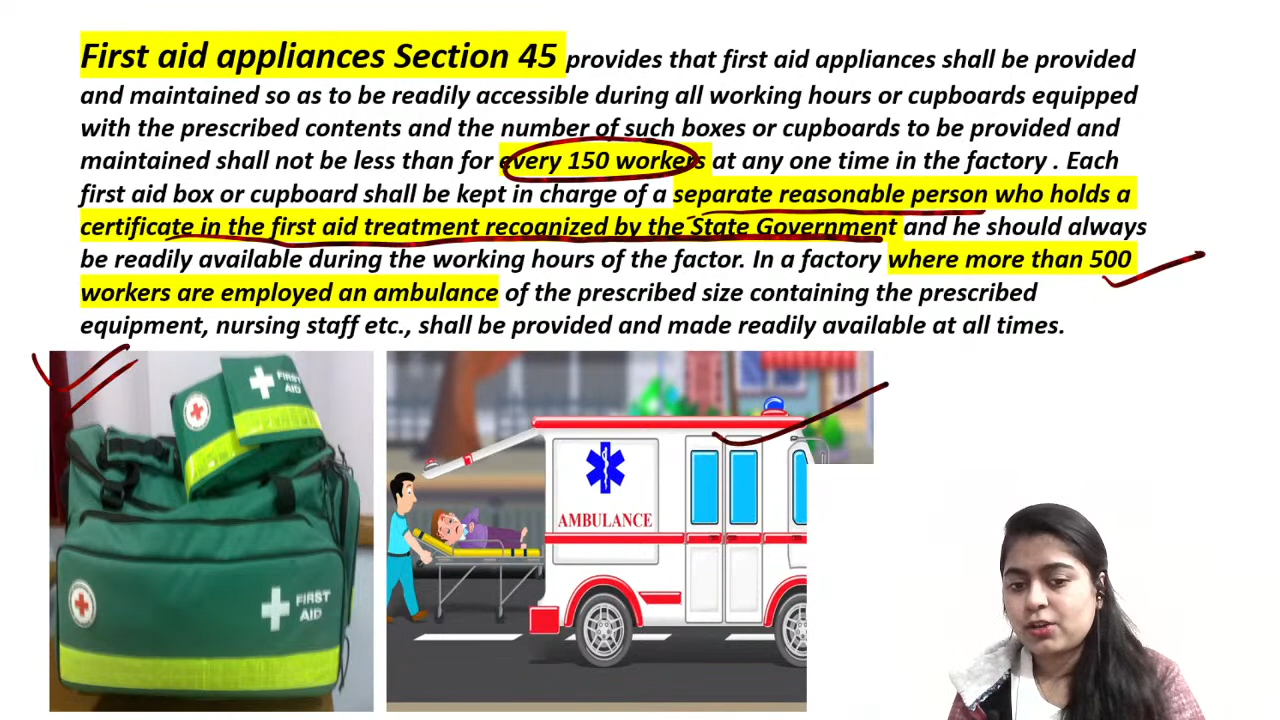 First aid appliances Section 45 provides that first aid appliances shall be provided
and maintained so as to be readily accessible during all working hours or cupboards equipped
with the prescribed contents and the number of such boxes or cupboards to be provided and
maintained shall not be less than for every 150 workers at any one time in the factory . Each
first aid box or cupboard shall be kept in charge of a separate reasonable person who holds a
certificate in the first aid treatment recognized by the State Government and he should always
be readily available during the working hours of the factor. In a factory where more than 500
workers are employed an ambulance of the prescribed size containing the prescribed
equipment, nursing staff etc., shall be provided and made readily available at all times.
FIRST
AID
AMBULANCE
FIRST
AID